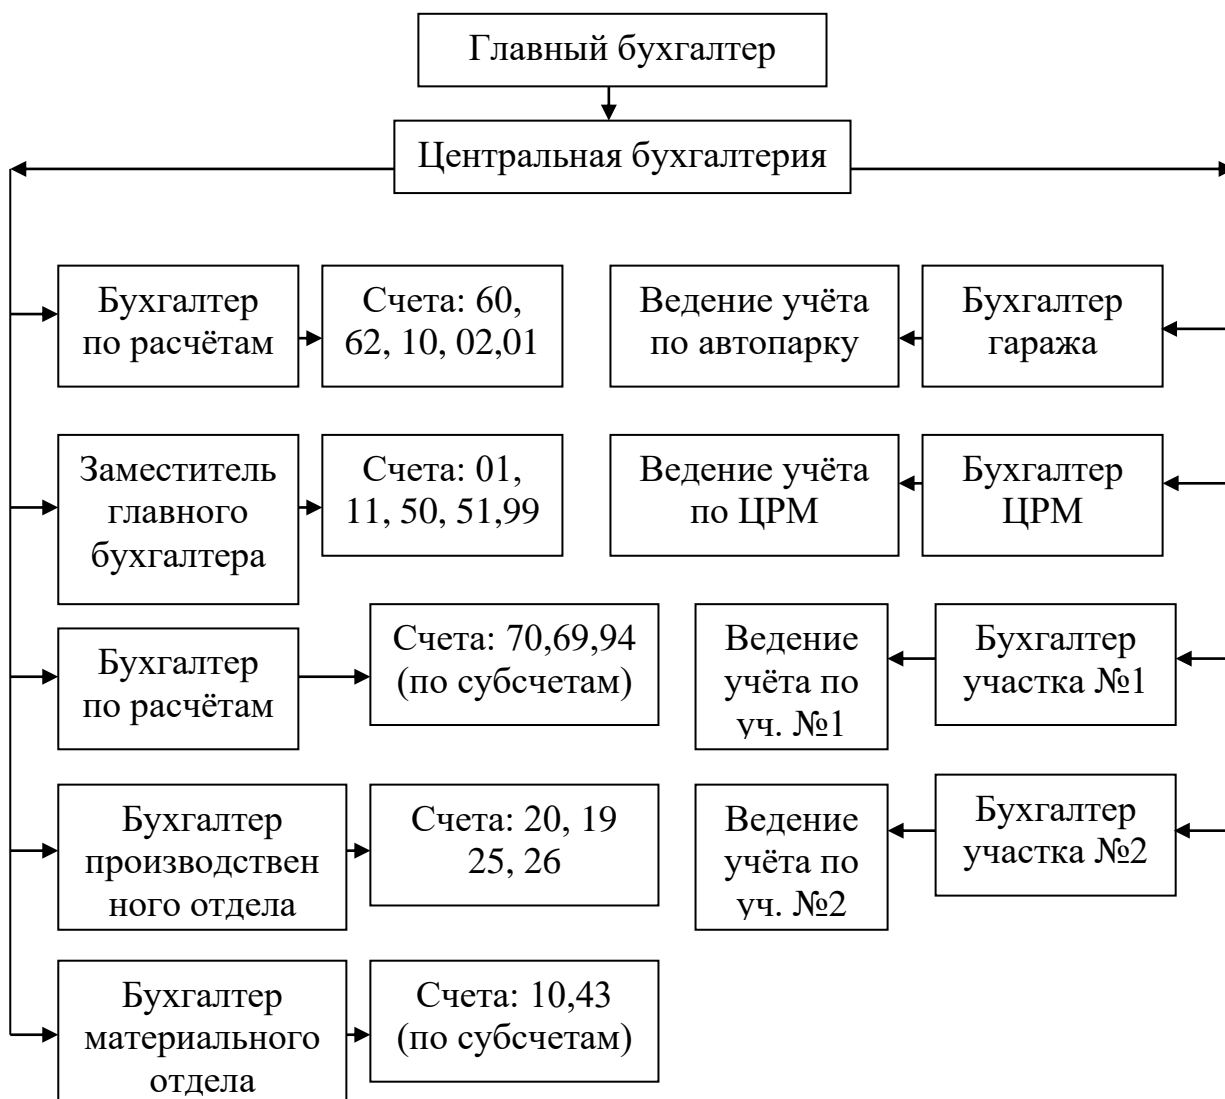 Главный бухгалтер
Центральная бухгалтерия
Бухгалтер
по расчётам
Счета: 60,
62, 10, 02,01
Ведение учёта
по автопарку
Бухгалтер
гаража
Заместитель
главного
бухгалтера
Счета: 01,
11, 50, 51,99
Ведение учёта
по ЦРМ
Бухгалтер
ЦРМ
Бухгалтер
по расчётам
Счета: 70,69,94
(по субсчетам)
Ведение
учёта по
уч. №1
Бухгалтер
участка №1
Бухгалтер
производствен
ного отдела
Счета: 20, 19
25, 26
Ведение
учёта по
уч. №2
Бухгалтер
участка №2
Бухгалтер
материального
отдела
Счета: 10,43
(по субсчетам)